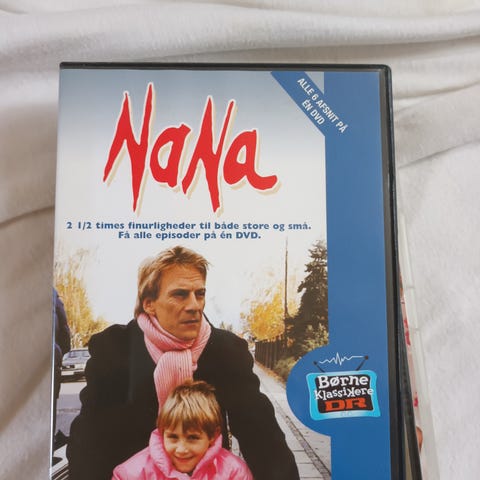 ALLE 6 AFSNIT PÅ
ÉN DVD
NaNa
2 1/2 times finurligheder til både store og små.
Få alle episoder på én DVD.
Børne
Klassikere
DR